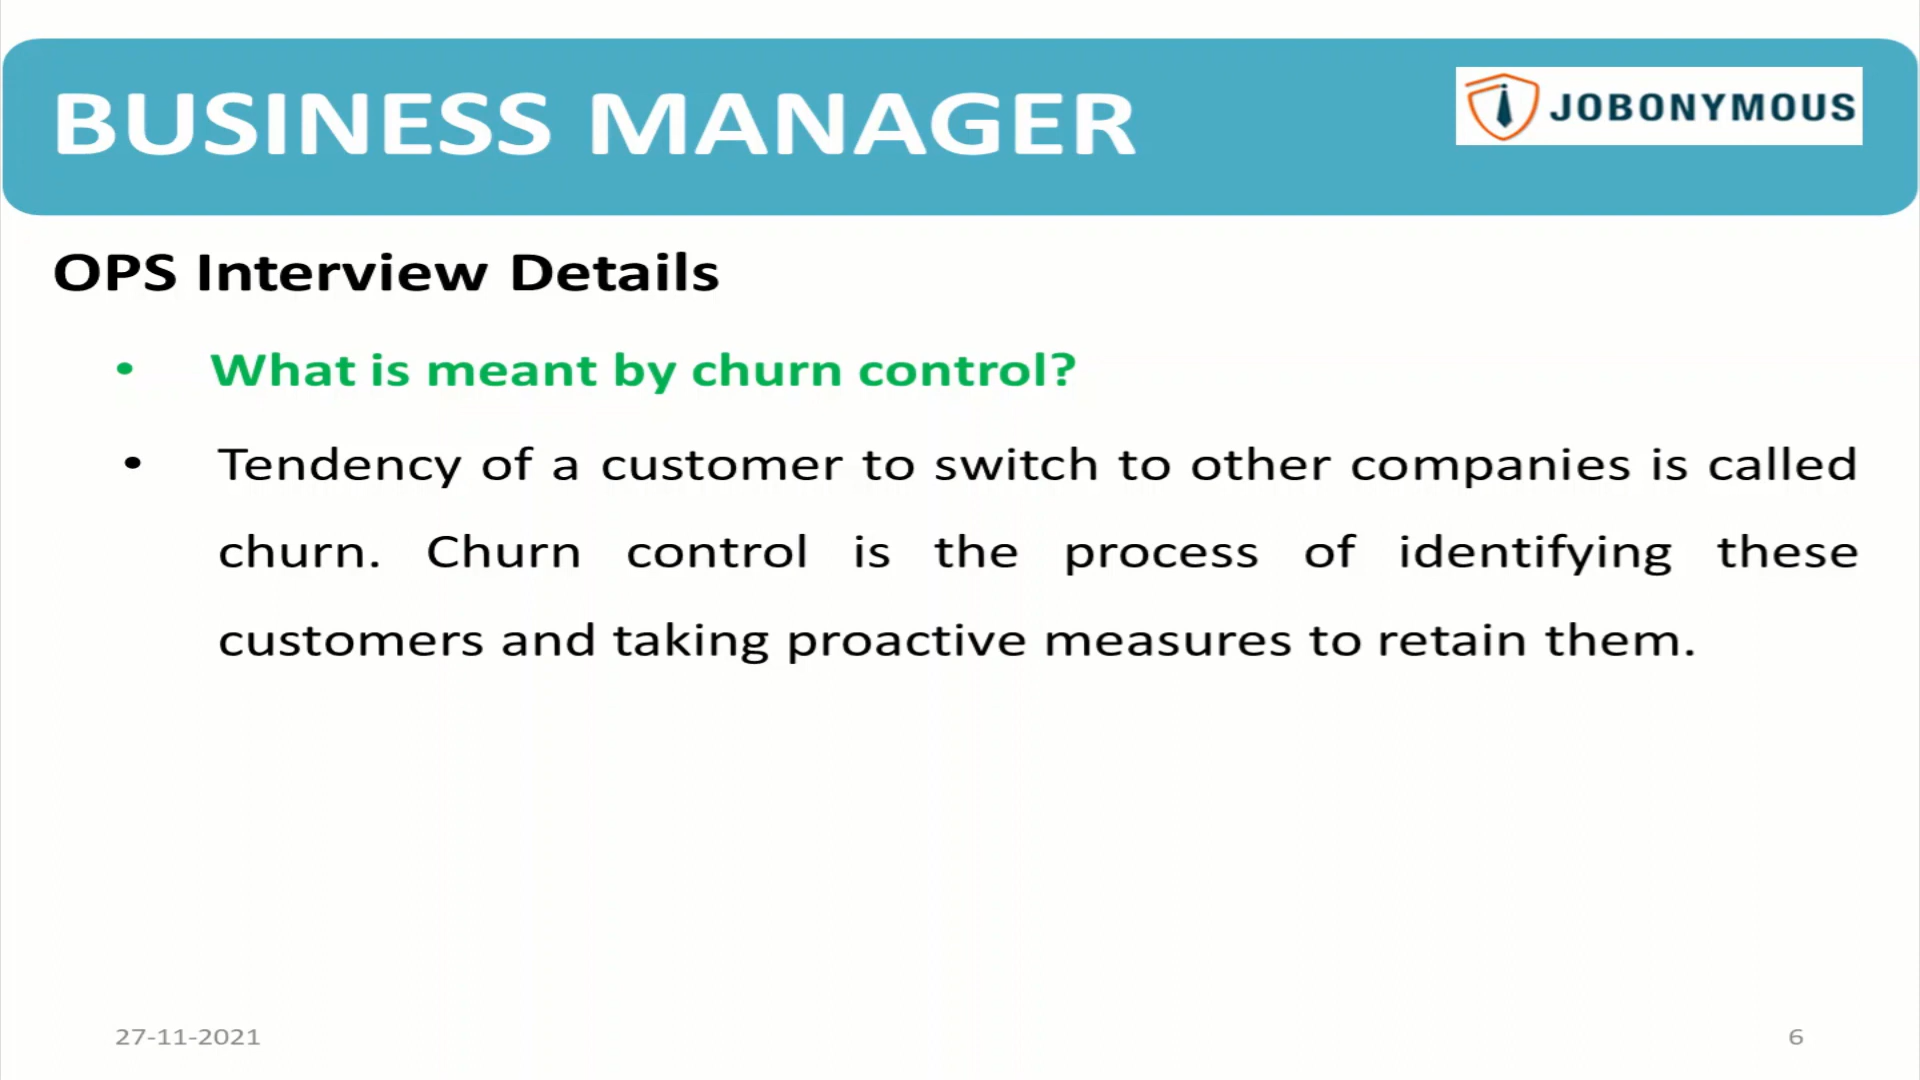 BUSINESS MANAGER
JOBONYMOUS
OPS Interview Details
• What is meant by churn control?
• Tendency of a customer to switch to other companies is called
churn. Churn control is the process of identifying these
customers and taking proactive measures to retain them.
27-11-2021
6